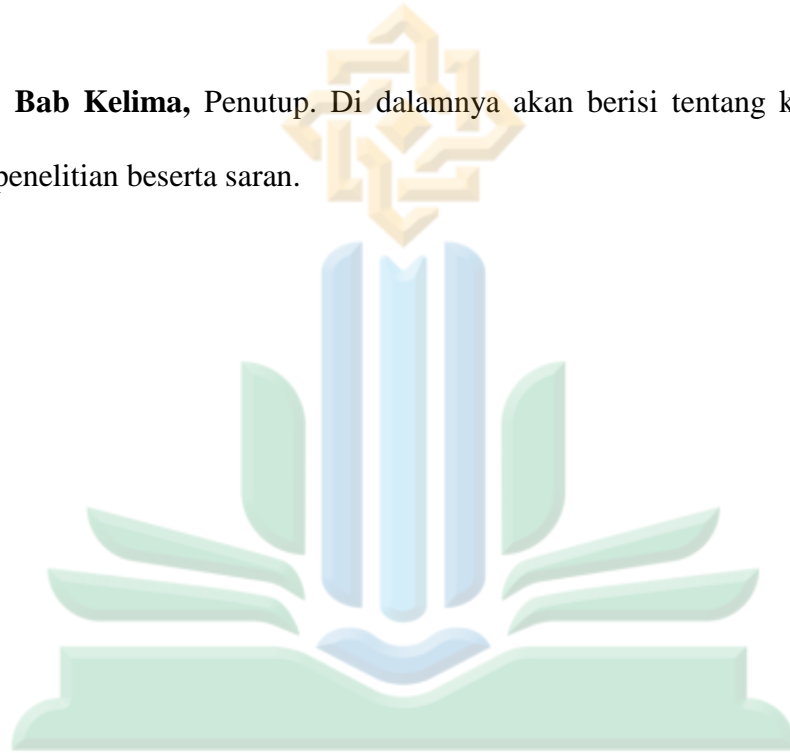 Bab Kelima, Penutup. Di dalamnya akan berisi tentang
penelitian beserta saran.